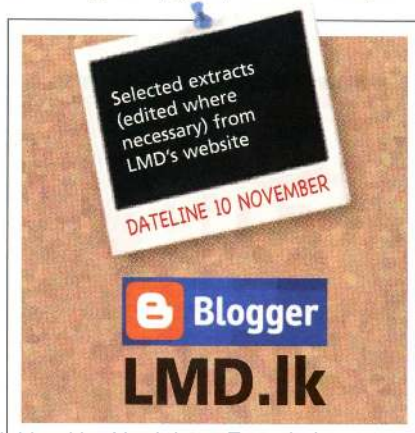 Selected extracts
(edited where
necessary) from
LMD's website
DATELINE 10 NOVEMBER
Blogger
LMD.lk